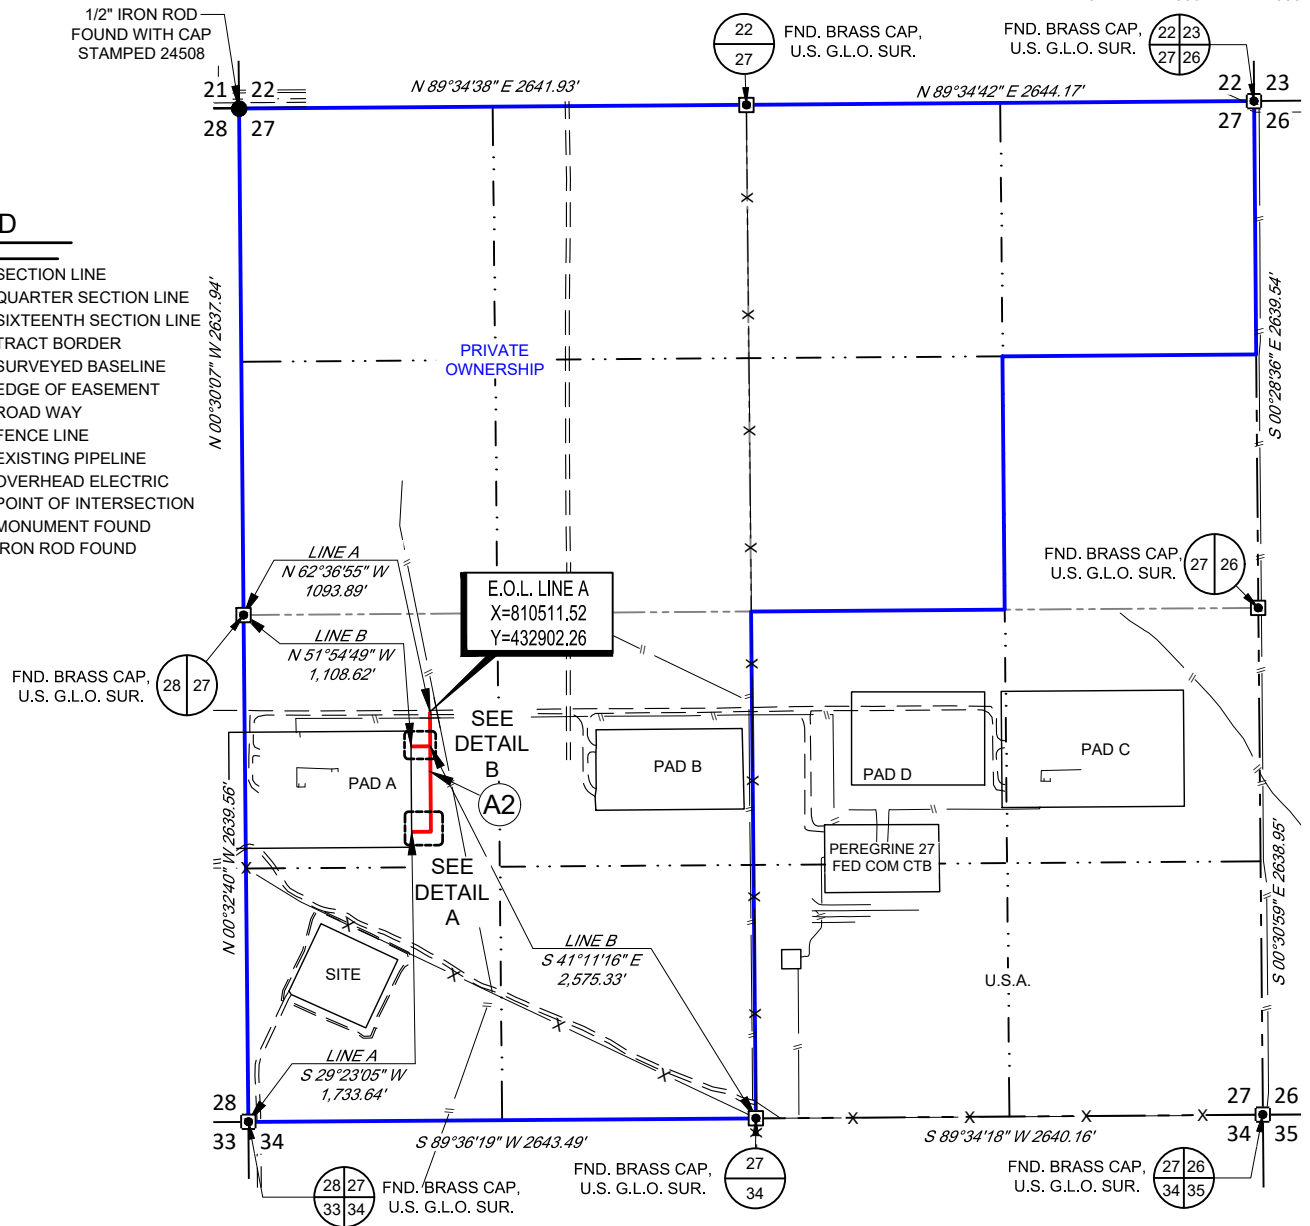 1/2" IRON ROD
FOUND WITH CAP
STAMPED 24508
22
27
FND. BRASS CAP,
U.S. G.L.O. SUR.
FND. BRASS CAP,
U.S. G.L.O. SUR.
22 23
27 26
21 22
28 27
N 89°34'38" E 2641.93'
N 89°34'42" E 2644.17'
22 23
27 26
D
SECTION LINE
QUARTER SECTION LINE
SIXTEENTH SECTION LINE
TRACT BORDER
SURVEYED BASELINE
EDGE OF EASEMENT
ROAD WAY
FENCE LINE
EXISTING PIPELINE
OVERHEAD ELECTRIC
POINT OF INTERSECTION
MONUMENT FOUND
IRON ROD FOUND
N 00°30'07" W 2637.94'
PRIVATE
OWNERSHIP
S 00°28'36" E 2639.54'
LINE A
N 62°36'55" W
1093.89'
LINE B
N 51°54'49" W
1,108.62'
E.O.L. LINE A
X=810511.52
Y=432902.26
FND. BRASS CAP,
U.S. G.L.O. SUR.
27 26
FND. BRASS CAP,
U.S. G.L.O. SUR.
28 27
SEE
DETAIL
B
A2
PAD A
PAD B
PAD D
PAD C
PEREGRINE 27
FED COM CTB
SEE
DETAIL
A
N 00°32'40" W 2639.56'
S 00°30'59" E 2638.95'
LINE B
S 41°11'16" E
2,575.33'
SITE
U.S.A.
LINE A
S 29°23'05" W
1,733.64'
28
33 34
27 26
34 35
S 89°36'19" W 2643.49'
S 89°34'18" W 2640.16'
28 27
33 34
FND. BRASS CAP,
U.S. G.L.O. SUR.
FND. BRASS CAP,
U.S. G.L.O. SUR.
27
34
FND. BRASS CAP,
U.S. G.L.O. SUR.
27 26
34 35